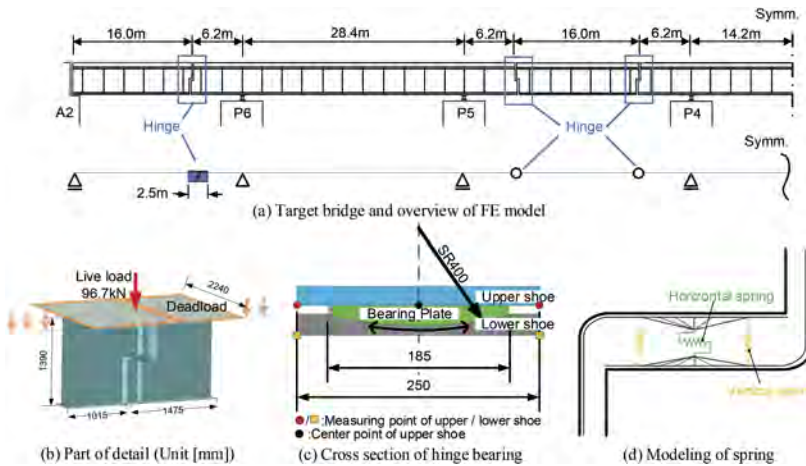 Symm.
16.0m 6.2m 28.4m 6.2m 16.0m 6.2m 14.2m
A2 P6 P5 P4
Hinge Hinge
Symm.
2.5m
(a) Target bridge and overview of FE model
Live load
96.7kN
2240
Deadload
1390
1015 1475
(b) Part of detail (Unit [mm])
SR400
Upper shoe
Bearing Plate
Lower shoe
185
250
/ :Measuring point of upper / lower shoe
:Center point of upper shoe
(c) Cross section of hinge bearing
Horizontal spring
Vertical
(d) Modeling of spring